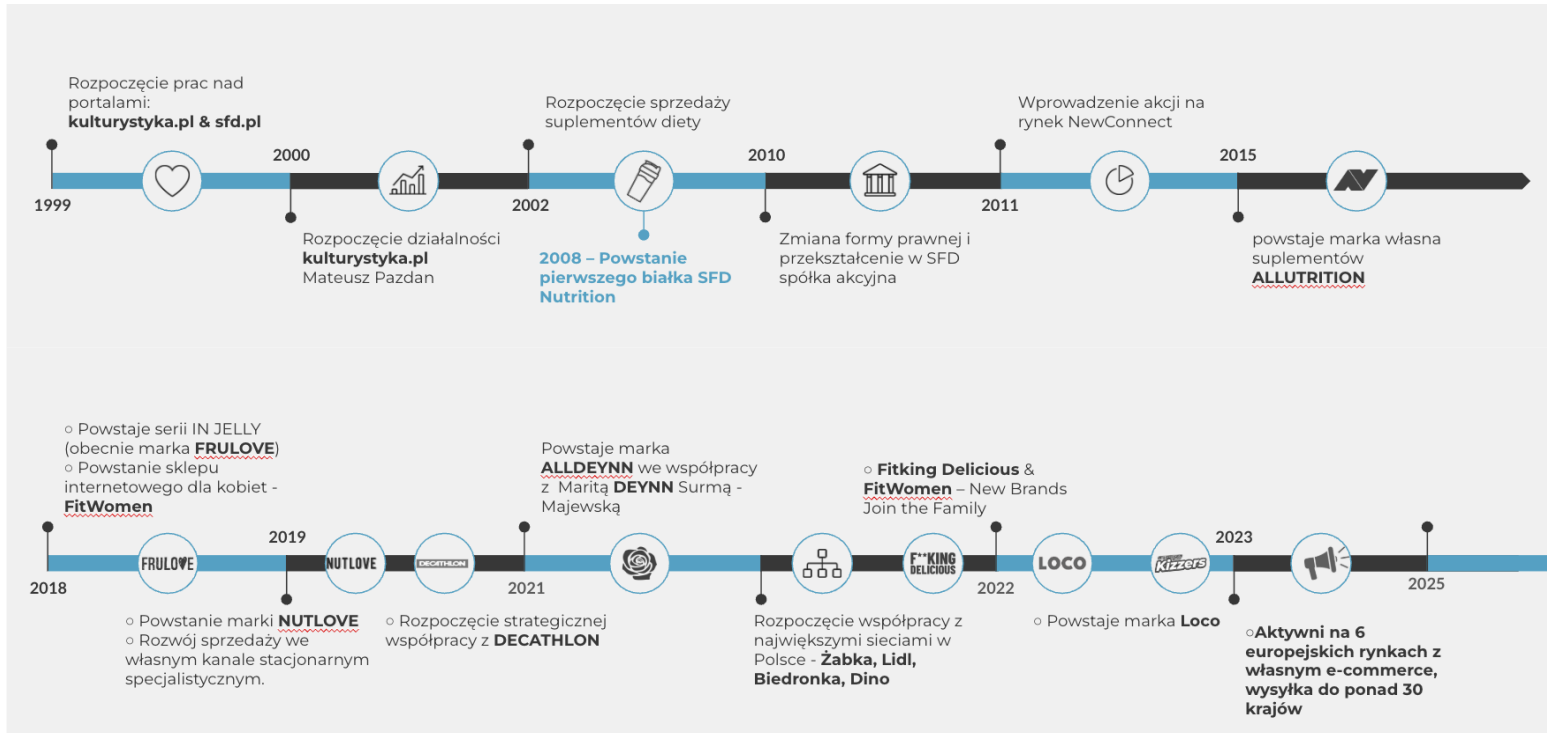 Rozpoczęcie prac nad
portalami:
kulturystyka.pl & sfd.pl
Rozpoczęcie sprzedaży
suplementów diety
Wprowadzenie akcji na
rynek NewConnect
2000
2010
2015
1999
2002
2011
Rozpoczęcie działalności
kulturystyka.pl
Mateusz Pazdan
2008 – Powstanie
pierwszego białka SFD
Nutrition
Zmiana formy prawnej i
przekształcenie w SFD
spółka akcyjna
powstaje marka własna
suplementów
ALLUTRITION
○ Powstaje serii IN JELLY
(obecnie marka FRULOVE)
○ Powstanie sklepu
internetowego dla kobiet -
FitWomen
Powstaje marka
ALLDEYNN we współpracy
z  Maritą DEYNN Surmą -
Majewską
○ Fitking Delicious &
FitWomen – New Brands
Join the Family
2019
2023
FRULOVE
NUTLOVE
DECATHLON
F**KING
DELICIOUS
LOCO
Kizzers
2018
2021
2022
2025
○ Powstanie marki NUTLOVE
○ Rozwój sprzedaży we
własnym kanale stacjonarnym
specjalistycznym.
○ Rozpoczęcie strategicznej
współpracy z DECATHLON
Rozpoczęcie współpracy z
największymi sieciami w
Polsce - Żabka, Lidl,
Biedronka, Dino
○ Powstaje marka Loco
○Aktywni na 6
europejskich rynkach z
własnym e-commerce,
wysyłka do ponad 30
krajów